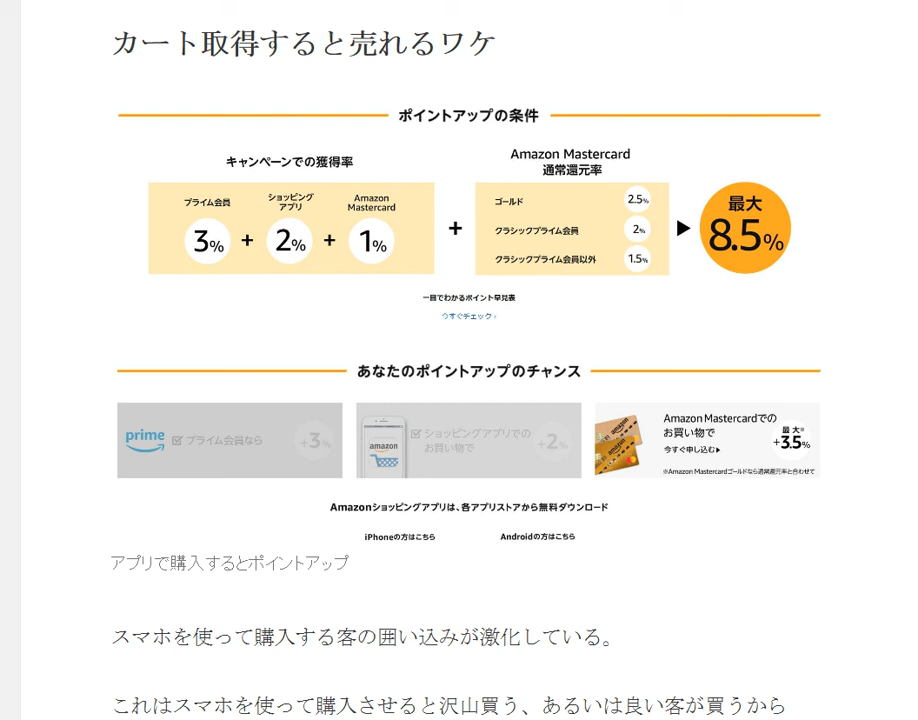 カート取得すると売れるワケ
ポイントアップの条件
キャンペーンでの獲得率
Amazon Mastercard
通常還元率
プライム会員
3%
+
ショッピング
アプリ
2%
+
Amazon
Mastercard
1%
+
ゴールド 2.5%
クラシックプライム会員 2%
クラシックプライム会員以外 1.5%
▶
最大
8.5%
一目でわかるポイント早見表
今すぐチェック ›
あなたのポイントアップのチャンス
prime
プライム会員なら
+3%
amazon
ショッピングアプリでの
お買い物で
+2%
Amazon Mastercardでの
お買い物で
今すぐ申し込む▶
最大※
+3.5%
※Amazon Mastercardゴールドなら通常還元率と合わせて
Amazonショッピングアプリは、各アプリストアから無料ダウンロード
iPhoneの方はこちら
Androidの方はこちら
アプリで購入するとポイントアップ
スマホを使って購入する客の囲い込みが激化している。
これはスマホを使って購入させると沢山買う、あるいは良い客が買うから